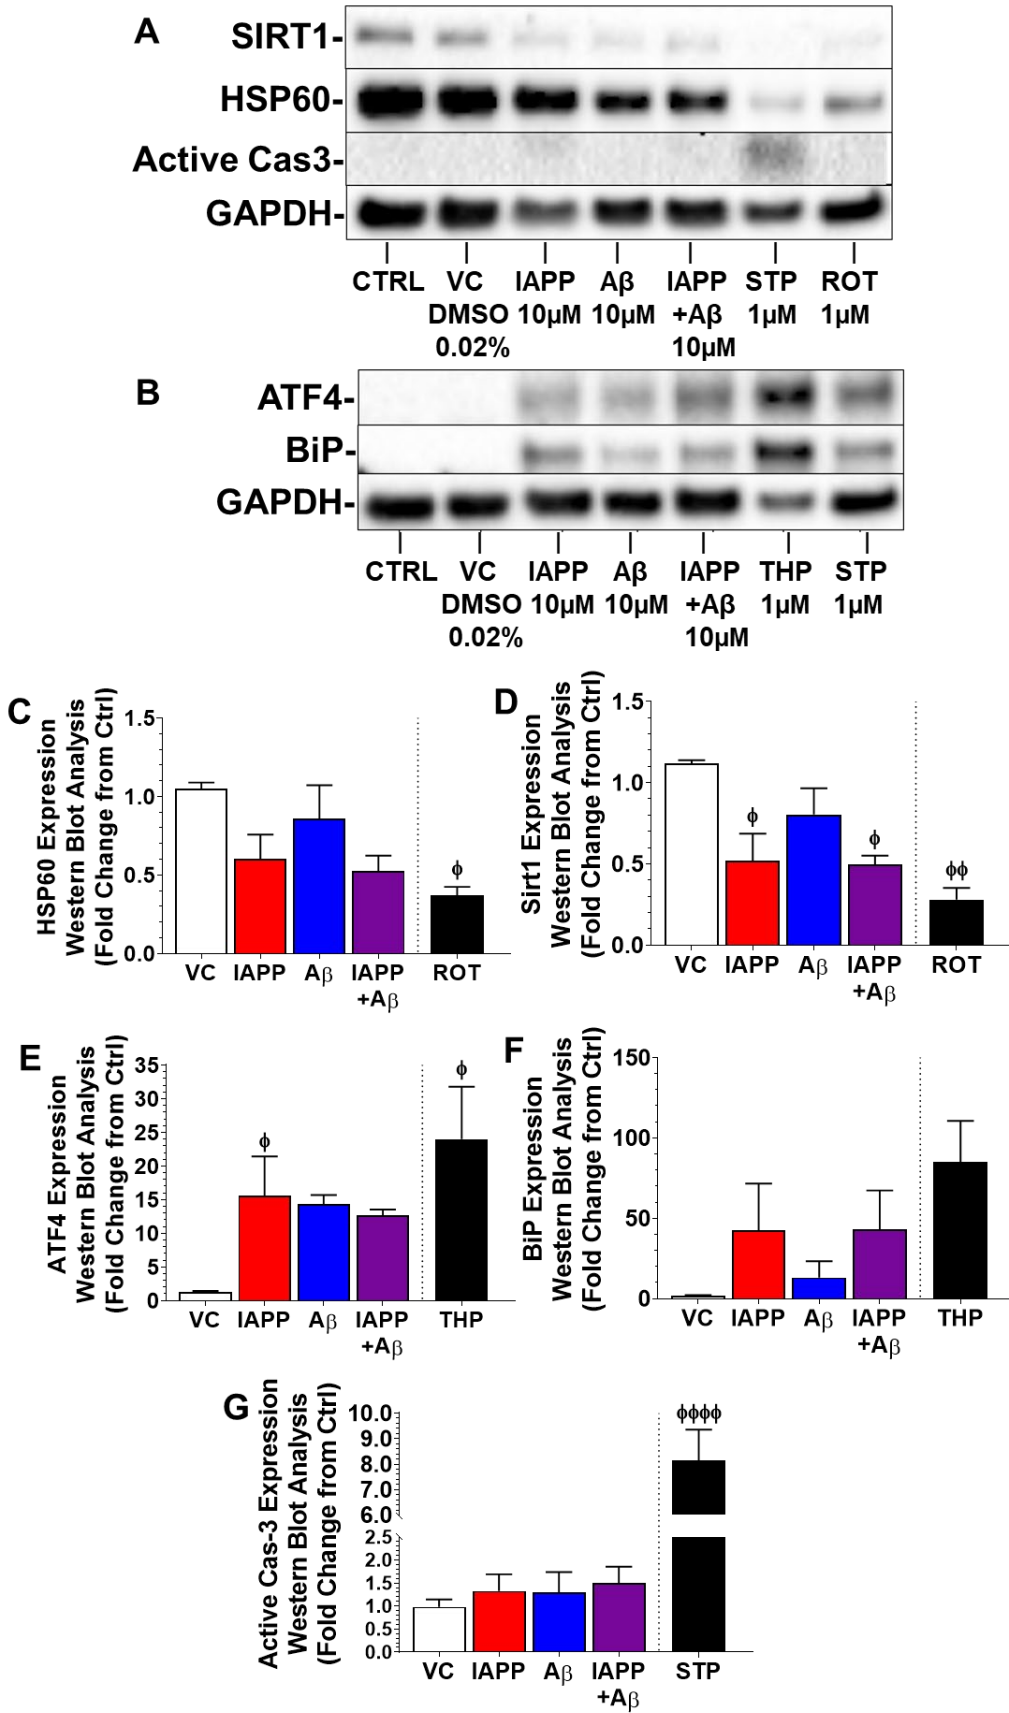 A
SIRT1-
HSP60-
Active Cas3-
GAPDH-
CTRL VC IAPP Aβ IAPP STP ROT
DMSO 10µM 10µM +Aβ 1µM 1µM
0.02% 10µM
B
ATF4-
BiP-
GAPDH-
CTRL VC IAPP Aβ IAPP THP STP
DMSO 10µM 10µM +Aβ 1µM 1µM
0.02% 10µM
C
HSP60 Expression
Western Blot Analysis
(Fold Change from Ctrl)
1.5
1.0
0.5
0.0
ϕ
VC IAPP Aβ IAPP ROT
+Aβ
D
Sirt1 Expression
Western Blot Analysis
(Fold Change from Ctrl)
1.5
1.0
0.5
0.0
ϕ ϕ ϕϕ
VC IAPP Aβ IAPP ROT
+Aβ
E
ATF4 Expression
Western Blot Analysis
(Fold Change from Ctrl)
35
30
25
20
15
10
5
0
ϕ ϕ
VC IAPP Aβ IAPP THP
+Aβ
F
BiP Expression
Western Blot Analysis
(Fold Change from Ctrl)
150
100
50
0
VC IAPP Aβ IAPP THP
+Aβ
G
Active Cas-3 Expression
Western Blot Analysis
(Fold Change from Ctrl)
10.0
9.0
8.0
7.0
6.0
2.5
2.0
1.5
1.0
0.5
0.0
ϕϕϕϕ
VC IAPP Aβ IAPP STP
+Aβ